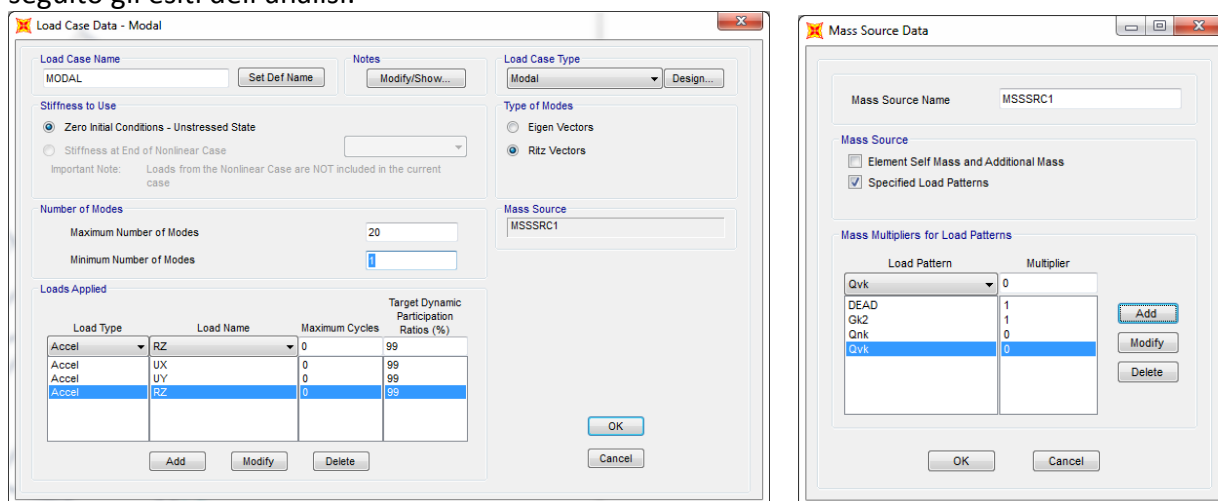 seguito gli esiti dell'analisi.
Load Case Data - Modal
Load Case Name
MODAL
Set Def Name
Notes
Modify/Show...
Load Case Type
Modal
Design...
Stiffness to Use
Zero Initial Conditions - Unstressed State
Stiffness at End of Nonlinear Case
Important Note: Loads from the Nonlinear Case are NOT included in the current
case
Type of Modes
Eigen Vectors
Ritz Vectors
Number of Modes
Maximum Number of Modes 20
Minimum Number of Modes 1
Mass Source
MSSSRC1
Loads Applied
Load Type Load Name Maximum Cycles Target Dynamic
Participation
Ratios (%)
Accel RZ 0 99
Accel UX 0 99
Accel UY 0 99
Accel RZ 0 99
Add Modify Delete
OK
Cancel
Mass Source Data
Mass Source Name MSSSRC1
Mass Source
Element Self Mass and Additional Mass
Specified Load Patterns
Mass Multipliers for Load Patterns
Load Pattern Multiplier
Qvk 0
DEAD 1
Gk2 1
Qnk 0
Qvk 0
Add
Modify
Delete
OK Cancel